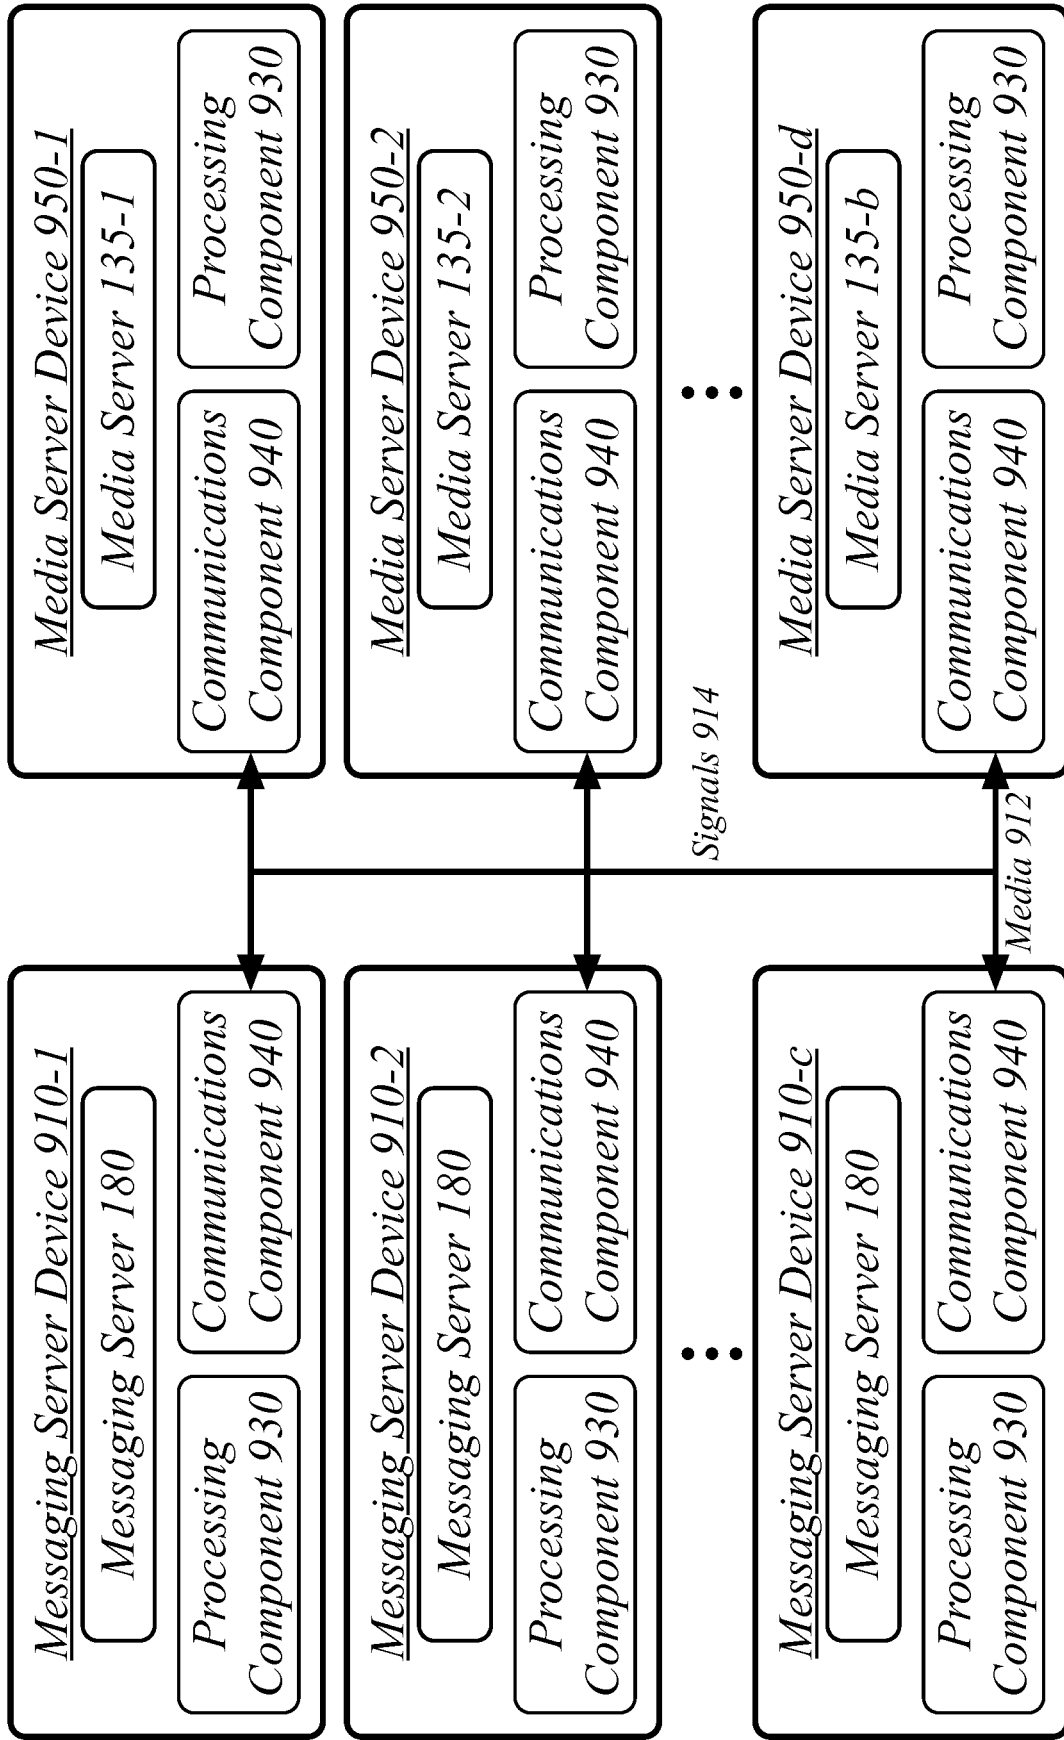 Messaging Server Device 910-1
Messaging Server 180
Processing
Component 930
Communications
Component 940
Media Server Device 950-1
Media Server 135-1
Communications
Component 940
Processing
Component 930
Messaging Server Device 910-2
Messaging Server 180
Processing
Component 930
Communications
Component 940
Media Server Device 950-2
Media Server 135-2
Communications
Component 940
Processing
Component 930
Signals 914
Messaging Server Device 910-c
Messaging Server 180
Processing
Component 930
Communications
Component 940
Media 912
Media Server Device 950-d
Media Server 135-b
Communications
Component 940
Processing
Component 930